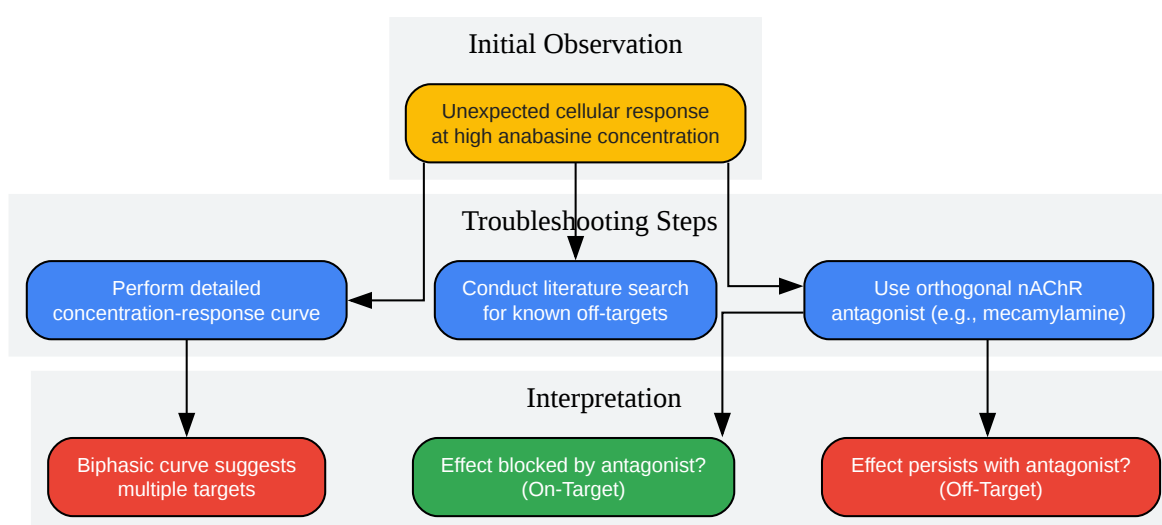 Initial Observation
Unexpected cellular response
at high anabasine concentration
Troubleshooting Steps
Perform detailed
concentration-response curve
Conduct literature search
for known off-targets
Use orthogonal nAChR
antagonist (e.g., mecamylamine)
Interpretation
Biphasic curve suggests
multiple targets
Effect blocked by antagonist?
(On-Target)
Effect persists with antagonist?
(Off-Target)